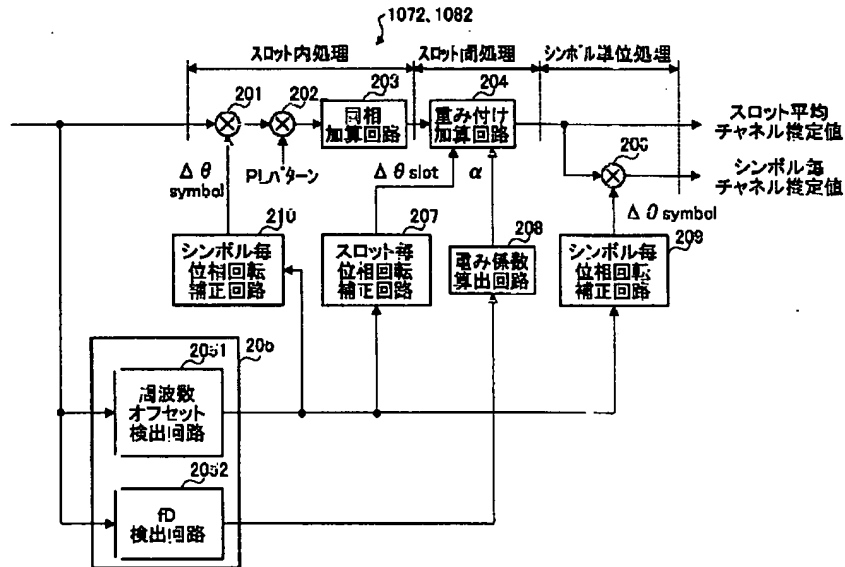 1072、1082
スロット内処理
スロット間処理
シンボル単位処理
201
202
203
同相
加算回路
204
重み付け
加算回路
スロット平均
チャネル推定値
シンボル毎
チャネル推定値
206
Δθ
symbol
PLパターン
Δθ slot
α
Δθ symbol
210
シンボル毎
位相回転
補正回路
207
スロット毎
位相回転
補正回路
208
重み係数
算出回路
209
シンボル毎
位相回転
補正回路
205
2051
周波数
オフセット
検出回路
2052
fD
検出回路